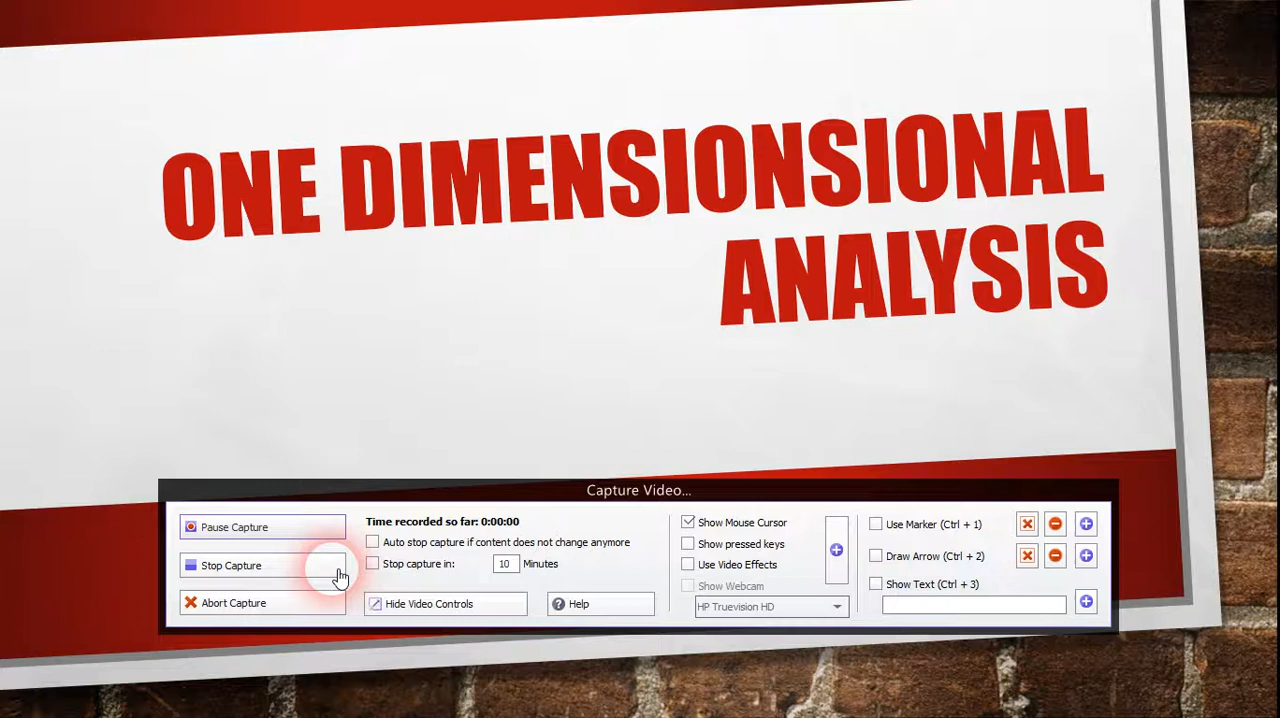 ONE DIMENSIONSIONAL
ANALYSIS
Capture Video...
Pause Capture
Stop Capture
Abort Capture
Time recorded so far: 0:00:00
Auto stop capture if content does not change anymore
Stop capture in: 10 Minutes
Hide Video Controls
Help
Show Mouse Cursor
Show pressed keys
Use Video Effects
Show Webcam
HP Truevision HD
Use Marker (Ctrl + 1)
Draw Arrow (Ctrl + 2)
Show Text (Ctrl + 3)